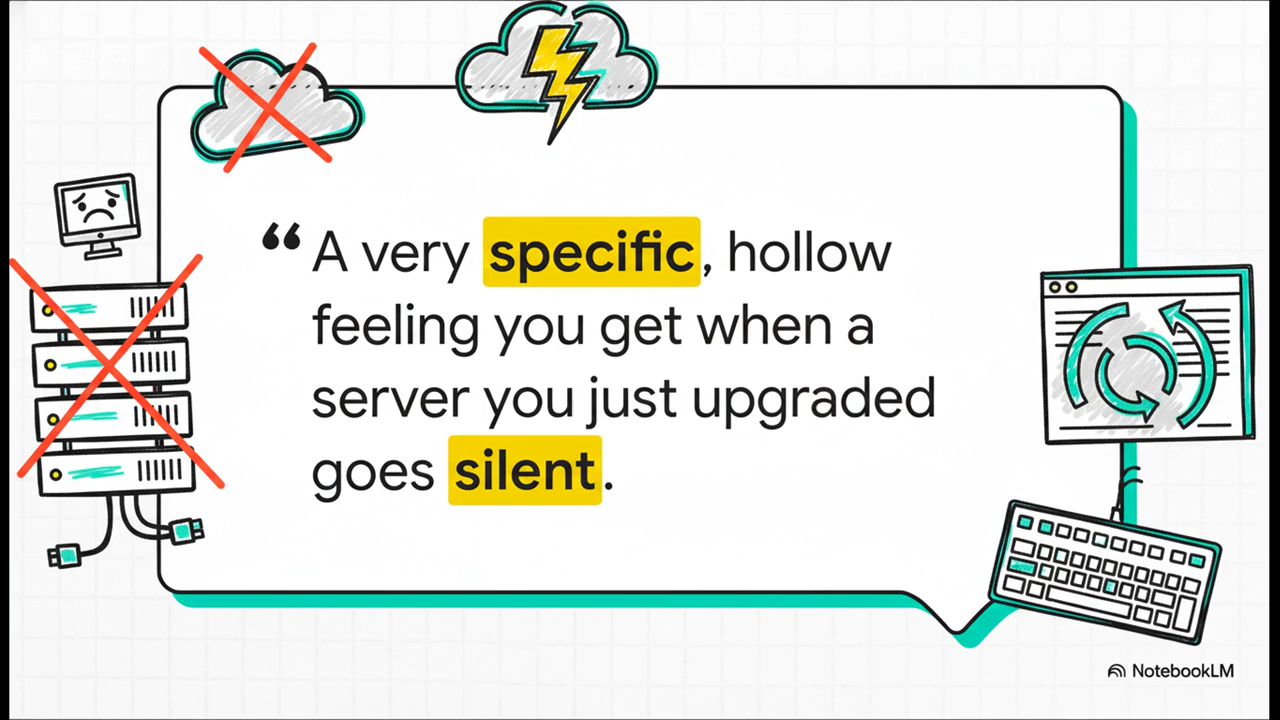 “A very specific, hollow
feeling you get when a
server you just upgraded
goes silent.
NotebookLM